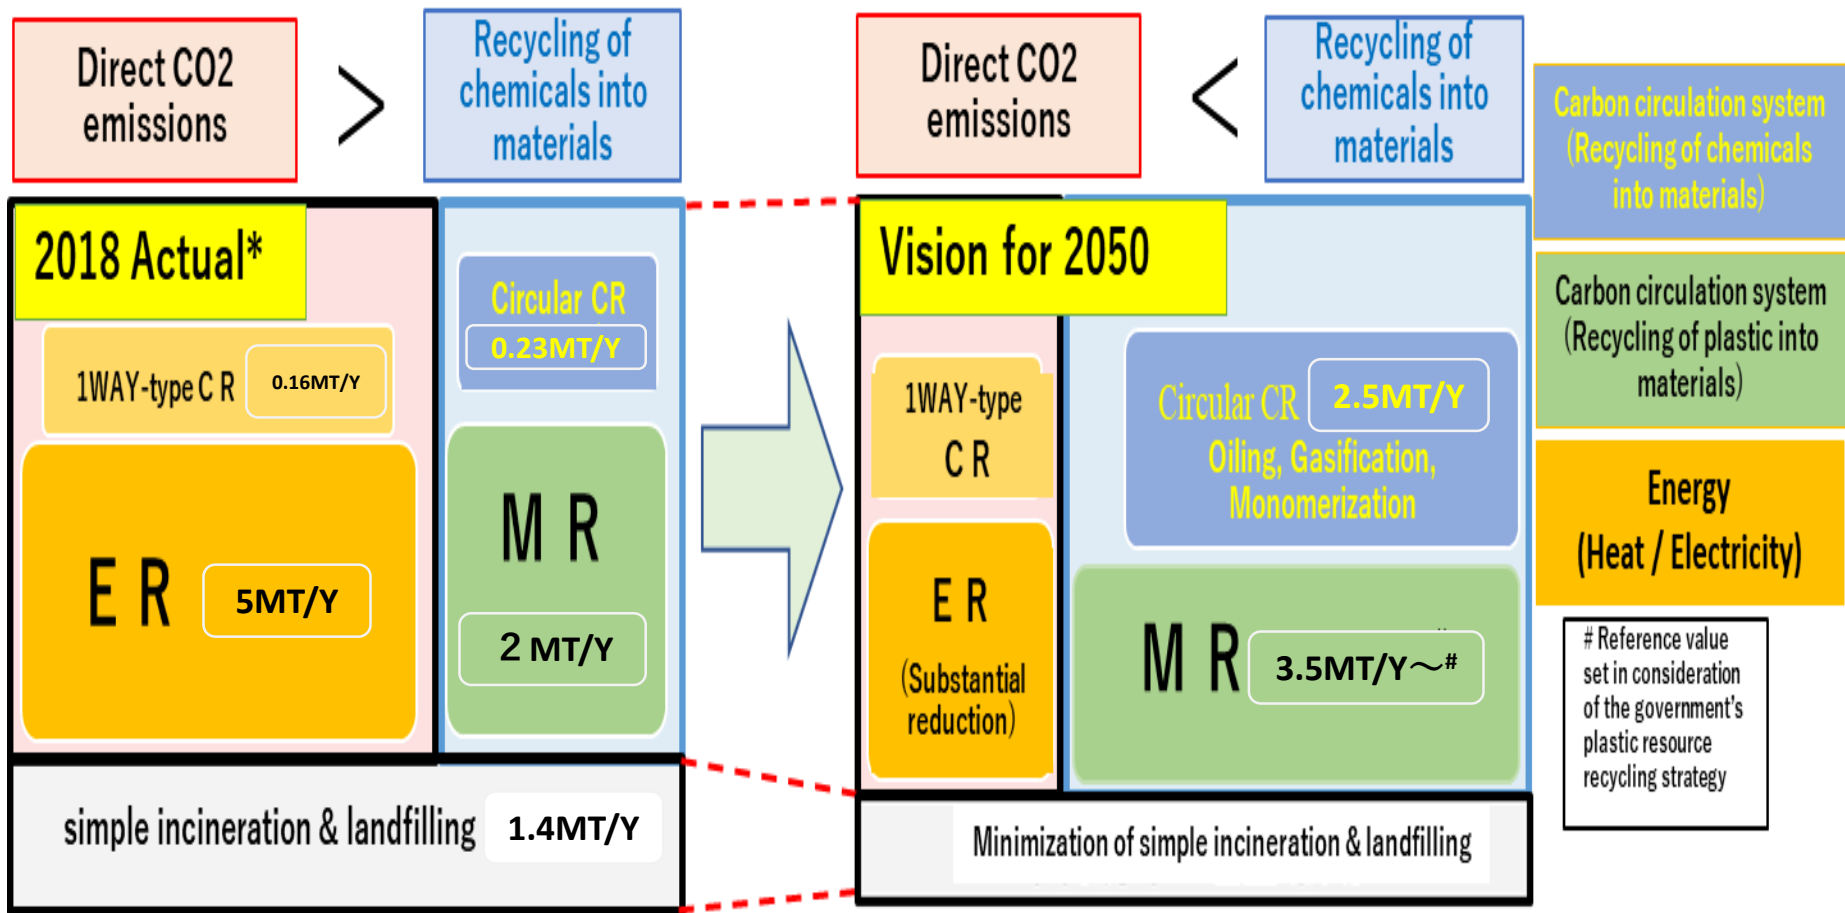 Direct CO2
emissions
>
Recycling of
chemicals into
materials
2018 Actual*
1WAY-type C R 0.16MT/Y
E R 5MT/Y
Circular CR
0.23MT/Y
M R
2 MT/Y
simple incineration & landfilling 1.4MT/Y
Direct CO2
emissions
<
Recycling of
chemicals into
materials
Vision for 2050
1WAY-type
C R
E R
(Substantial
reduction)
Circular CR 2.5MT/Y
Oiling, Gasification,
Monomerization
M R 3.5MT/Y～#
Minimization of simple incineration & landfilling
Carbon circulation system
(Recycling of chemicals
into materials)
Carbon circulation system
(Recycling of plastic into
materials)
Energy
(Heat / Electricity)
# Reference value
set in consideration
of the government's
plastic resource
recycling strategy